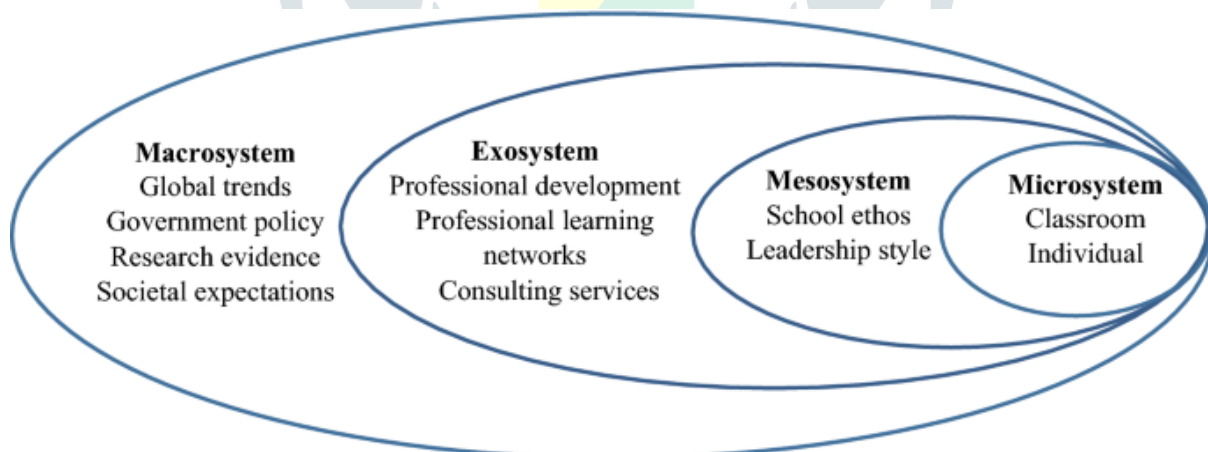 Macrosystem
Global trends
Government policy
Research evidence
Societal expectations
Exosystem
Professional development
Professional learning
networks
Consulting services
Mesosystem
School ethos
Leadership style
Microsystem
Classroom
Individual